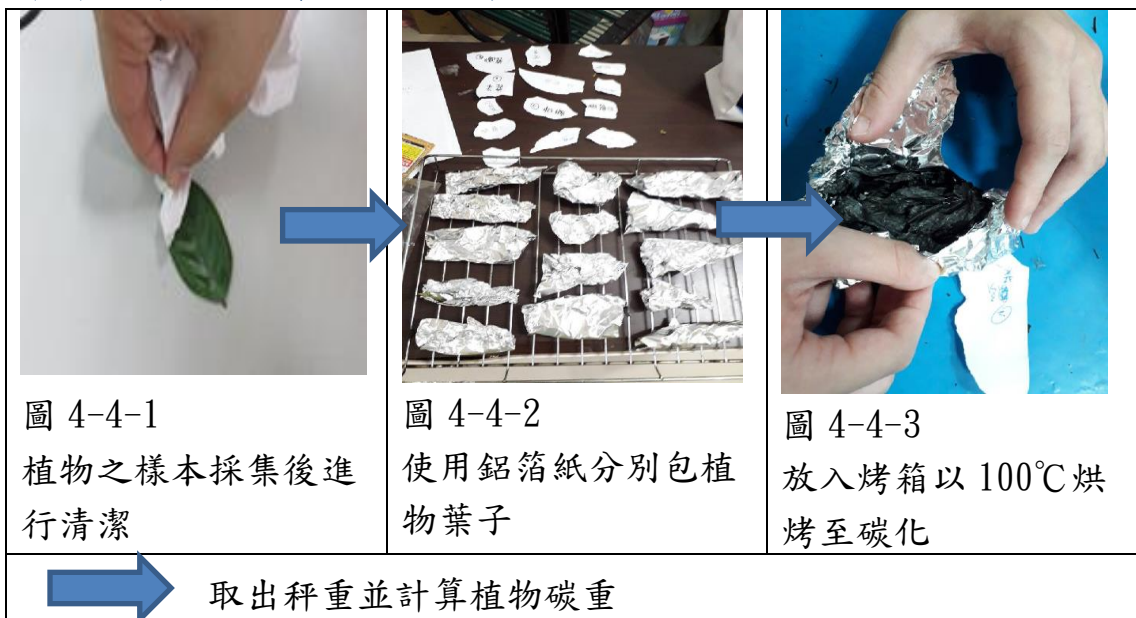 圖 4-4-1
植物之樣本採集後進
行清潔
圖 4-4-2
使用鋁箔紙分別包植
物葉子
圖 4-4-3
放入烤箱以 100℃烘
烤至碳化
取出秤重並計算植物碳重